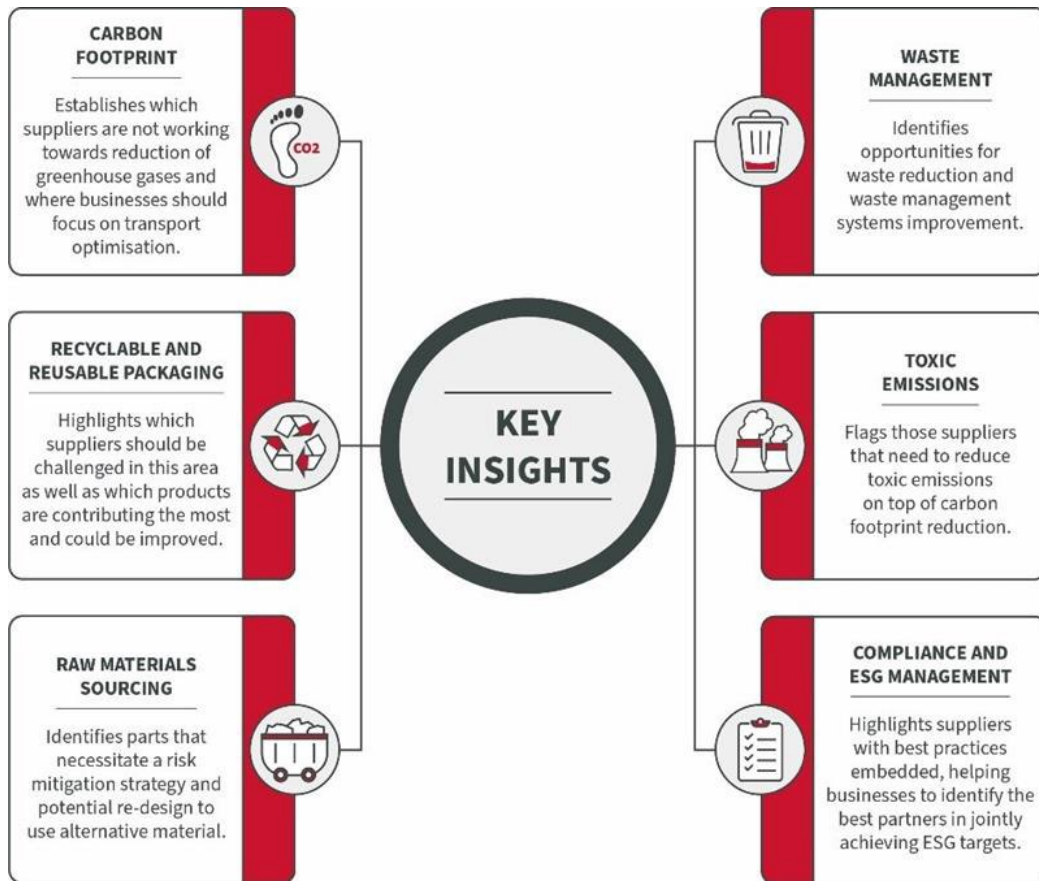 CARBON
FOOTPRINT
Establishes which
suppliers are not working
towards reduction of
greenhouse gases and
where businesses should
focus on transport
optimisation.
CO2
RECYCLABLE AND
REUSABLE PACKAGING
Highlights which
suppliers should be
challenged in this area
as well as which products
are contributing the most
and could be improved.
RAW MATERIALS
SOURCING
Identifies parts that
necessitate a risk
mitigation strategy and
potential re-design to
use alternative material.
KEY
INSIGHTS
WASTE
MANAGEMENT
Identifies
opportunities for
waste reduction and
waste management
systems improvement.
TOXIC
EMISSIONS
Flags those suppliers
that need to reduce
toxic emissions
on top of carbon
footprint reduction.
COMPLIANCE AND
ESG MANAGEMENT
Highlights suppliers
with best practices
embedded, helping
businesses to identify the
best partners in jointly
achieving ESG targets.